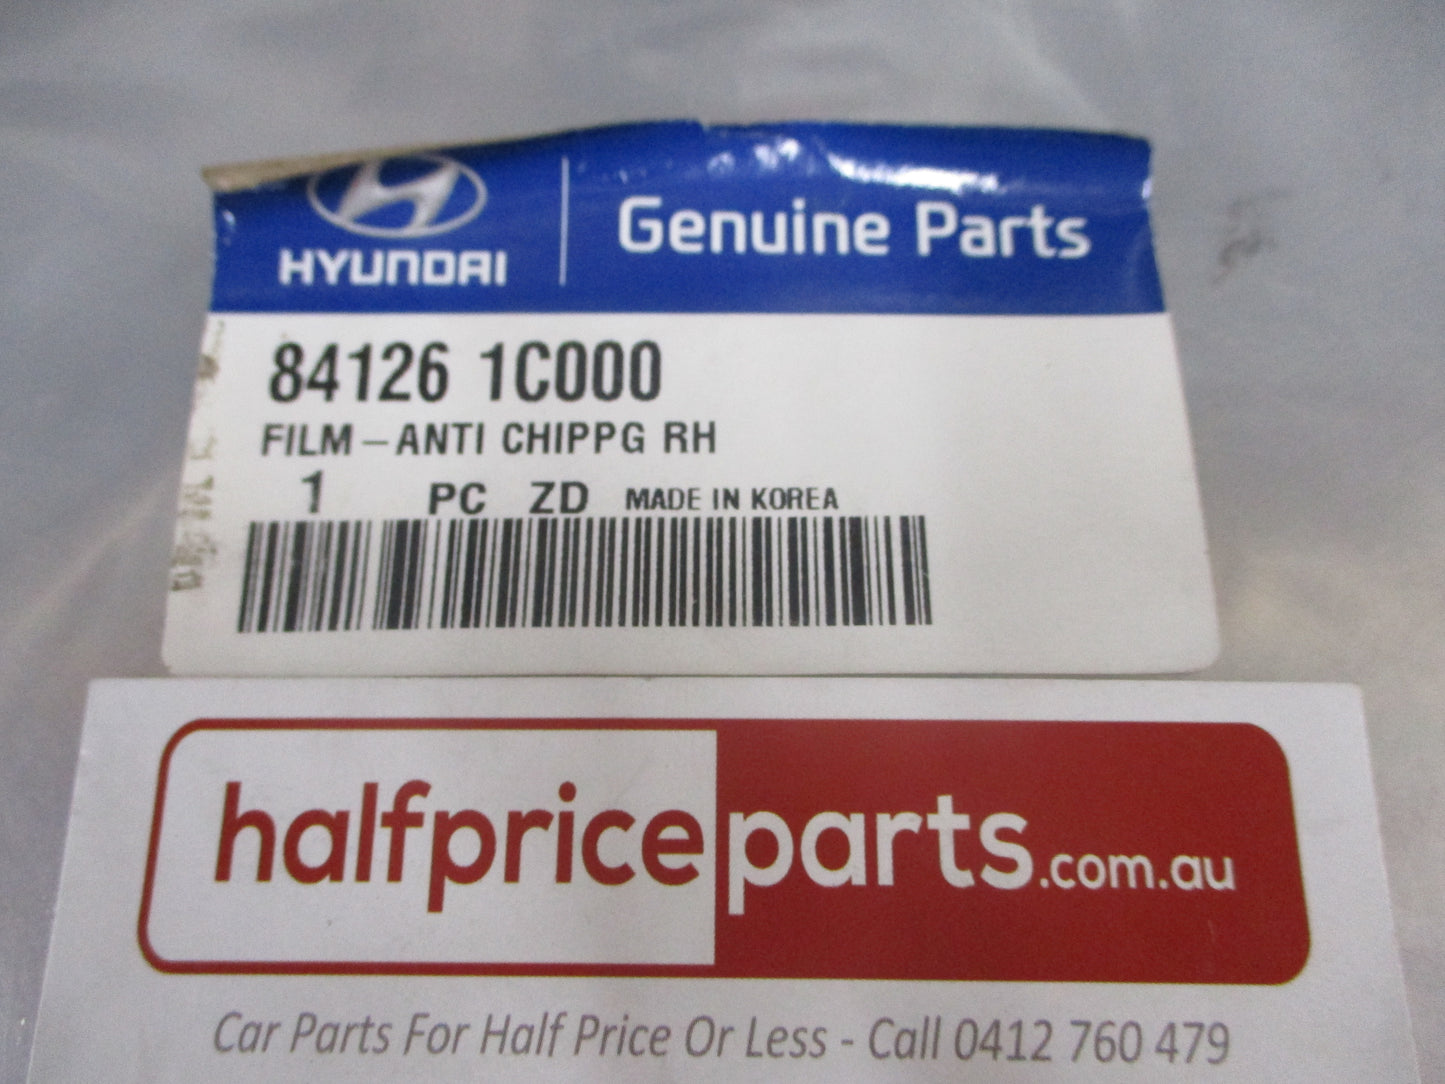 HYUNDAI
Genuine Parts
84126 1C000
FILM-ANTI CHIPPG RH
1 PC ZD MADE IN KOREA
halfpriceparts.com.au
Car Parts For Half Price Or Less - Call 0412 760 479